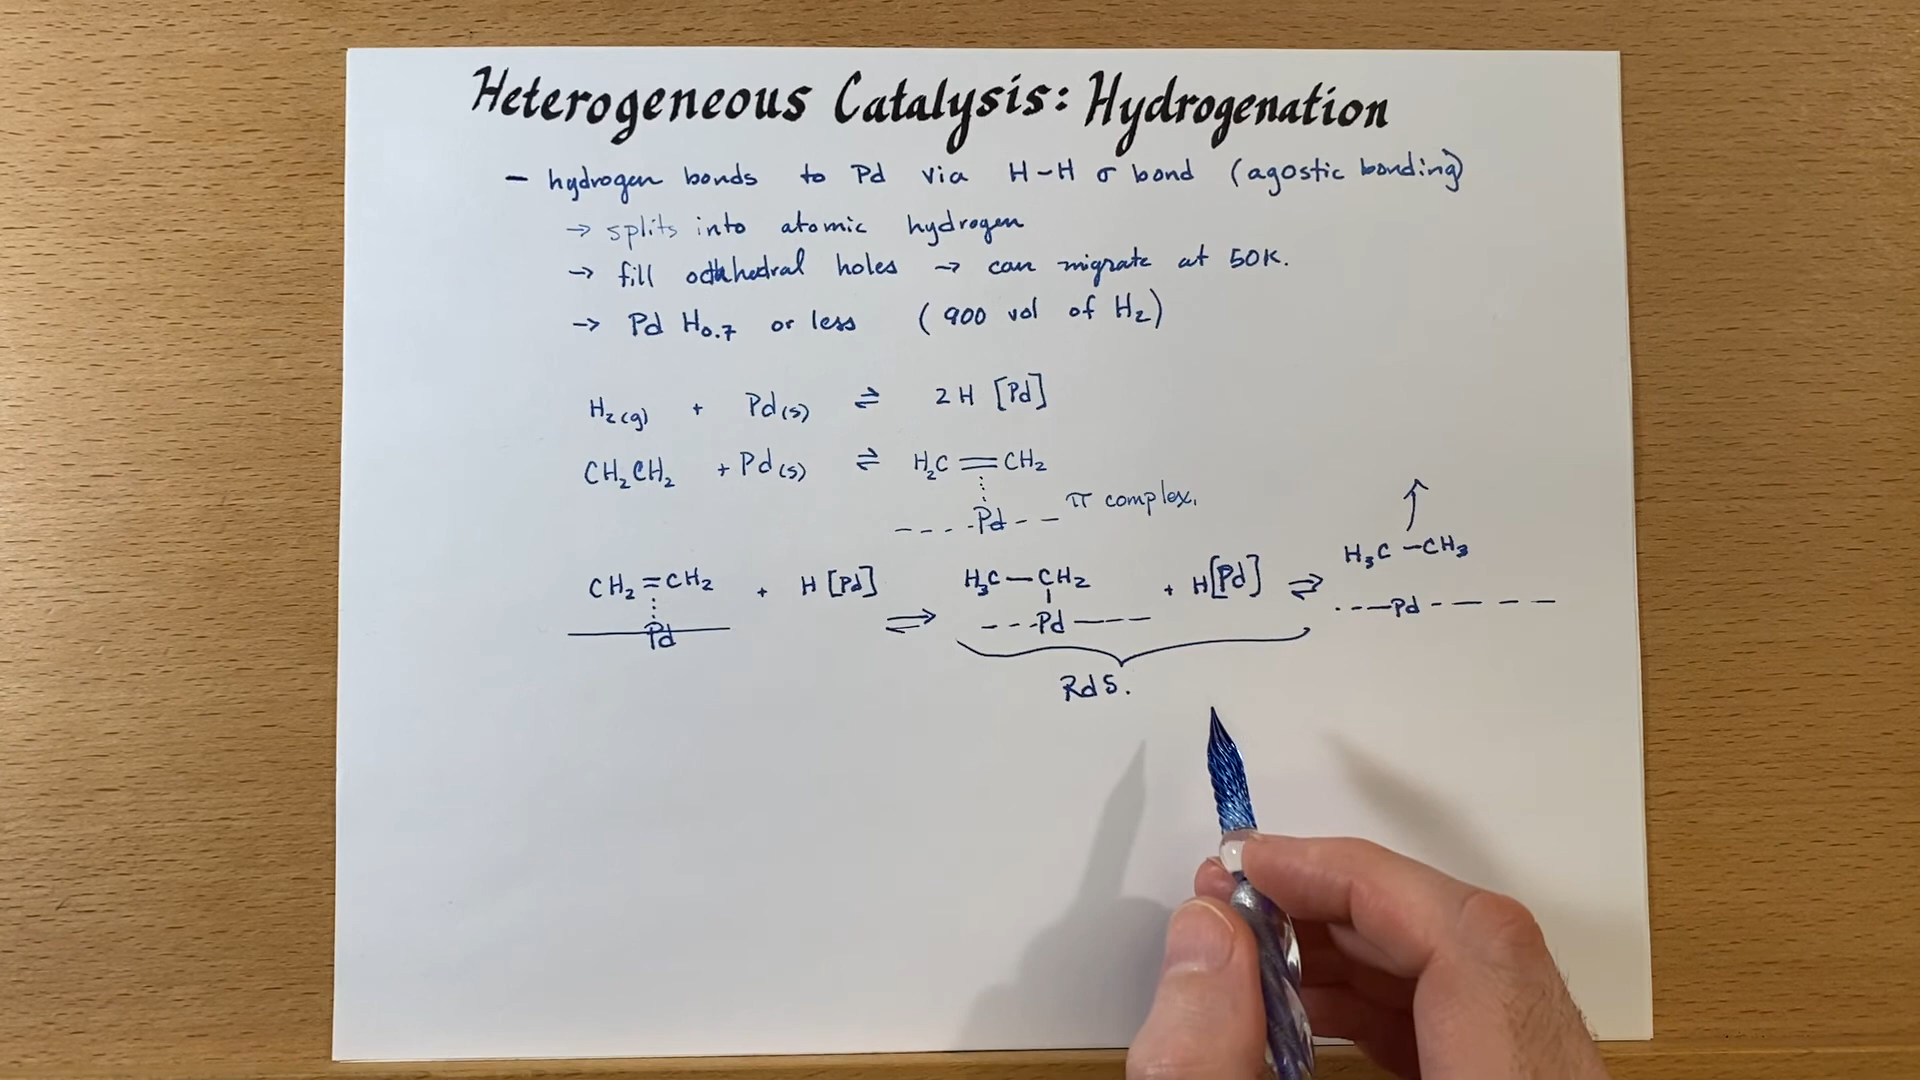 Heterogeneous Catalysis: Hydrogenation
- hydrogen bonds to Pd via H-H σ bond (agostic bonding)
→ splits into atomic hydrogen
→ fill octahedral holes → can migrate at 50K.
→ Pd H₀.₇ or less (900 vol of H₂)
H₂(g) + Pd(s) ⇌ 2H [Pd]
CH₂CH₂ + Pd(s) ⇌ H₂C=CH₂
----Pd--- π complex.
H₃C-CH₃
CH₂=CH₂ + H[Pd] ⇌ H₃C-CH₂ + H[Pd] ⇌
Pd ---Pd--- ---Pd----
RdS.